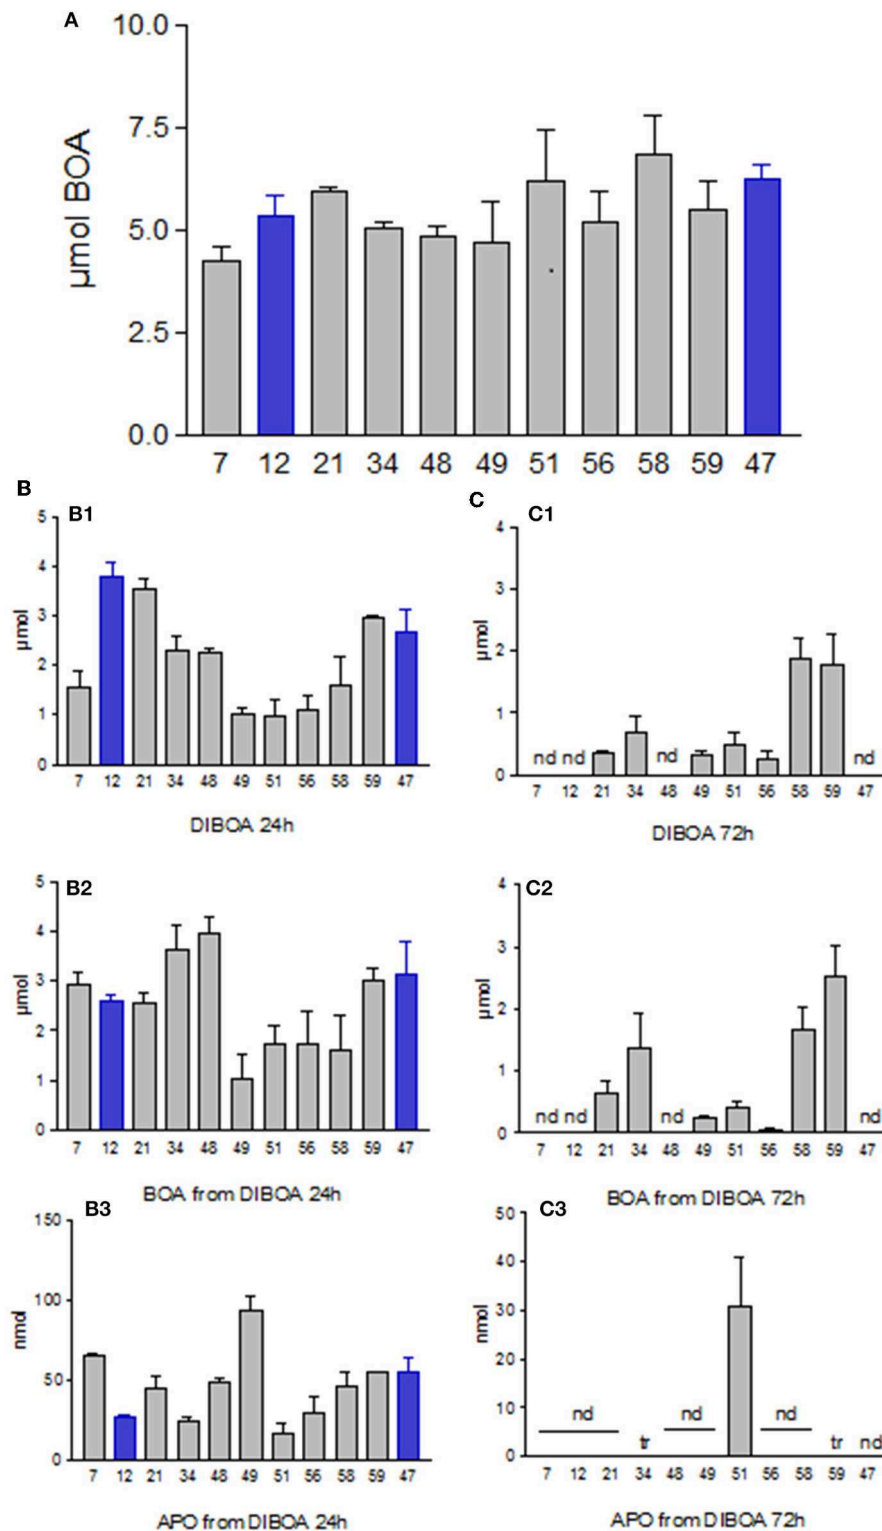 A
10.0
7.5
5.0
2.5
0.0
µmol BOA
7 12 21 34 48 49 51 56 58 59 47
B
B1
5
4
3
2
1
0
µmol
7 12 21 34 48 49 51 56 58 59 47
DIBOA 24h
C
C1
4
3
2
1
0
µmol
nd nd nd nd
7 12 21 34 48 49 51 56 58 59 47
DIBOA 72h
B2
5
4
3
2
1
0
µmol
7 12 21 34 48 49 51 56 58 59 47
BOA from DIBOA 24h
C2
4
3
2
1
0
µmol
nd nd nd nd
7 12 21 34 48 49 51 56 58 59 47
BOA from DIBOA 72h
B3
150
100
50
0
nmol
7 12 21 34 48 49 51 56 58 59 47
APO from DIBOA 24h
C3
50
40
30
20
10
0
nmol
nd tr nd nd tr nd
7 12 21 34 48 49 51 56 58 59 47
APO from DIBOA 72h